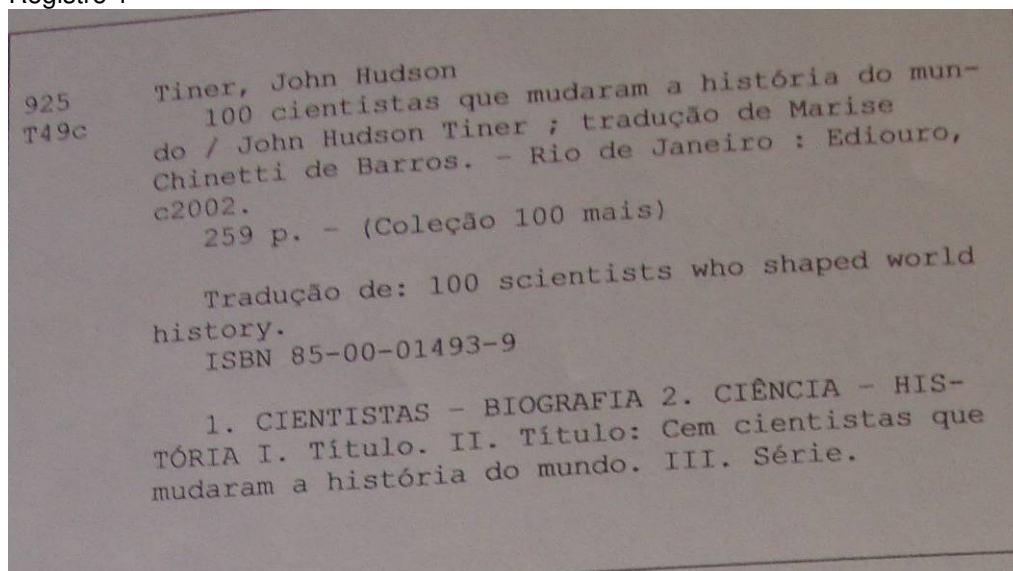 Tiner, John Hudson
925 100 cientistas que mudaram a história do mun-
T49c do / John Hudson Tiner ; tradução de Marise
Chinetti de Barros. - Rio de Janeiro : Ediouro,
c2002.
259 p. - (Coleção 100 mais)
Tradução de: 100 scientists who shaped world
history.
ISBN 85-00-01493-9
1. CIENTISTAS - BIOGRAFIA 2. CIÊNCIA - HIS-
TÓRIA I. Título. II. Título: Cem cientistas que
mudaram a história do mundo. III. Série.